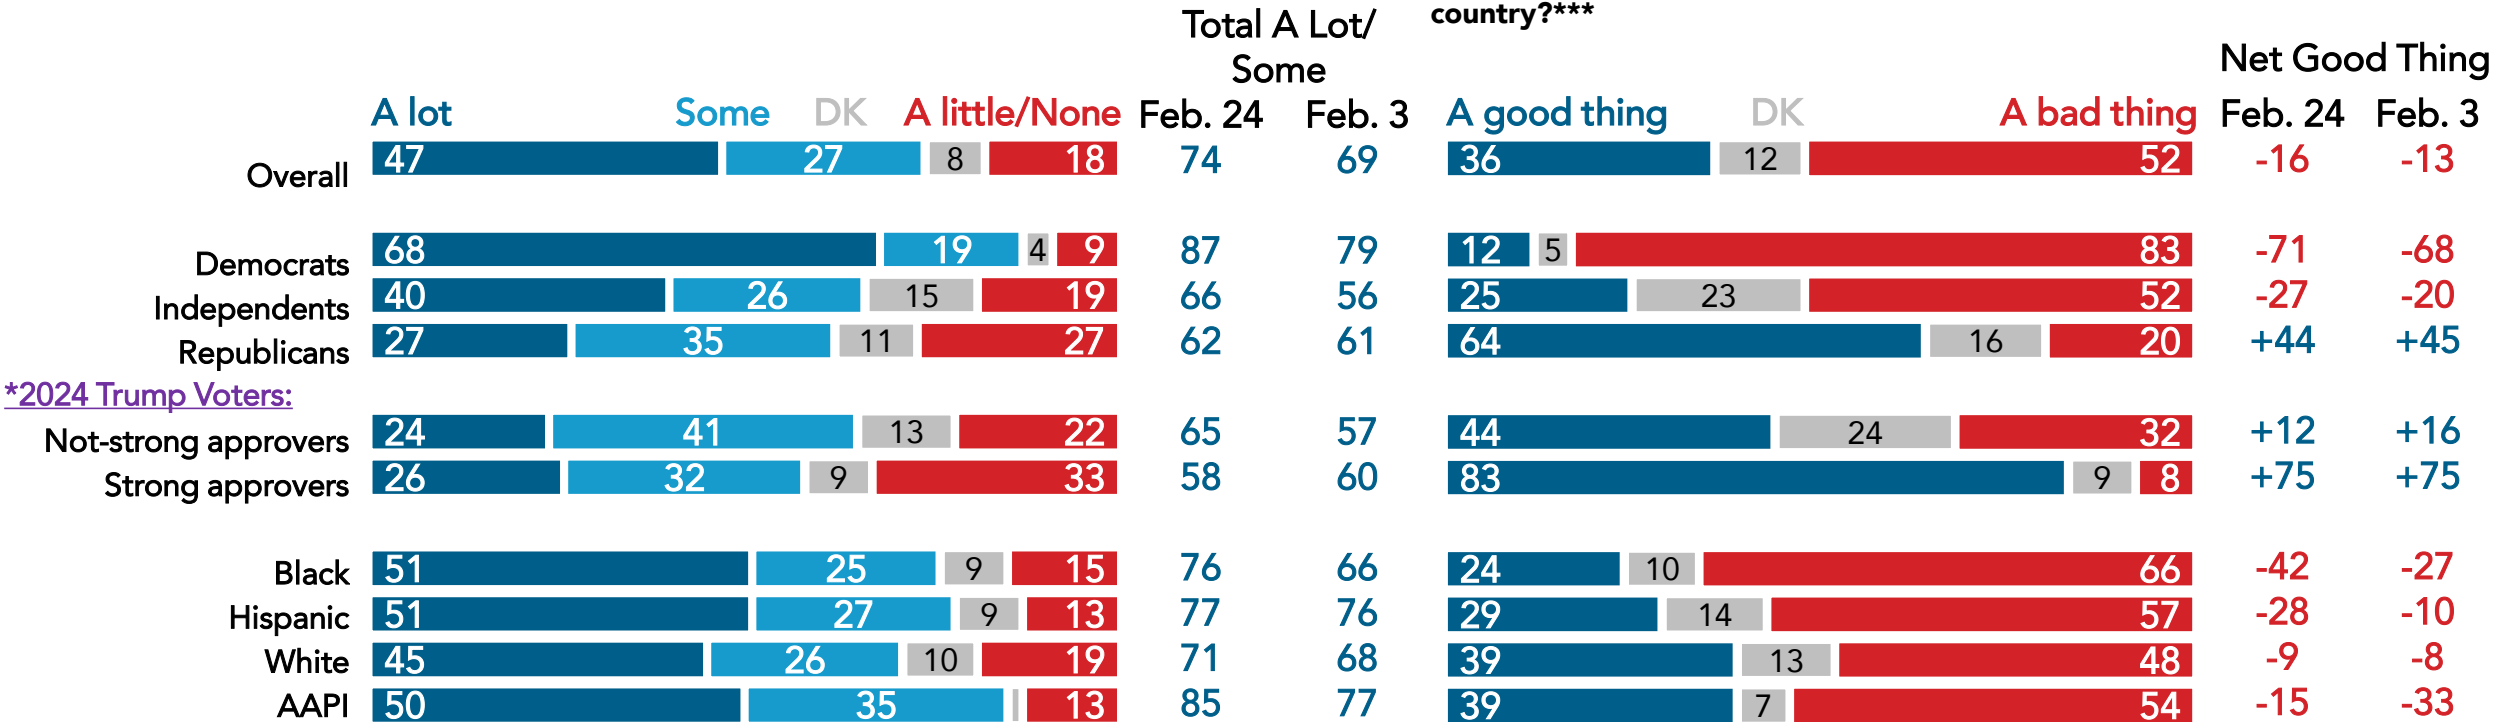 country?***
Total A Lot/
Some
Net Good Thing
A lot Some DK A little/None Feb. 24 Feb. 3 A good thing DK A bad thing Feb. 24 Feb. 3
Overall 47 27 8 18 74 69 36 12 52 -16 -13
Democrats 68 19 4 9 87 79 12 5 83 -71 -68
Independents 40 26 15 19 66 56 25 23 52 -27 -20
Republicans 27 35 11 27 62 61 64 16 20 +44 +45
*2024 Trump Voters:
Not-strong approvers 24 41 13 22 65 57 44 24 32 +12 +16
Strong approvers 26 32 9 33 58 60 83 9 8 +75 +75
Black 51 25 9 15 76 66 24 10 66 -42 -27
Hispanic 51 27 9 13 77 76 29 14 57 -28 -10
White 45 26 10 19 71 68 39 13 48 -9 -8
AAPI 50 35 13 85 77 39 7 54 -15 -33